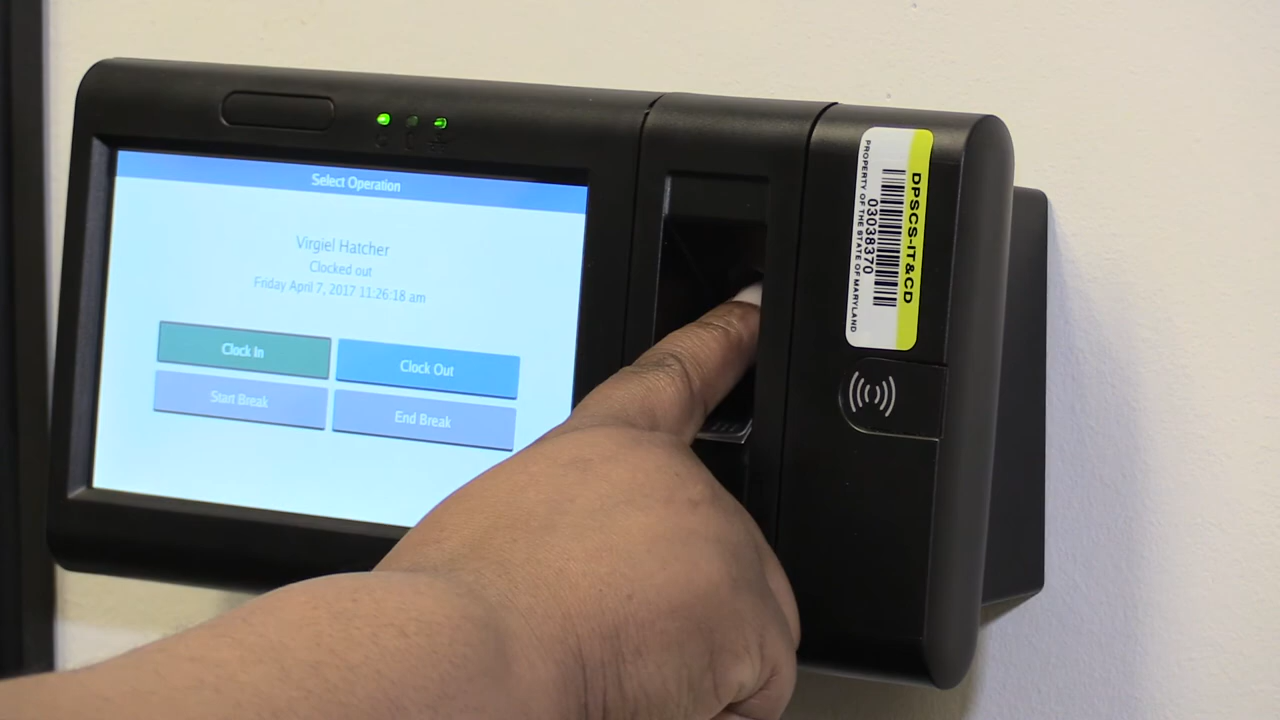 Select Operation
Virgiel Hatcher
Clocked out
Friday April 7, 2017 11:26:18 am
Clock In
Clock Out
Start Break
End Break
DPSCS-IT&CD
03038370
PROPERTY OF THE STATE OF MARYLAND